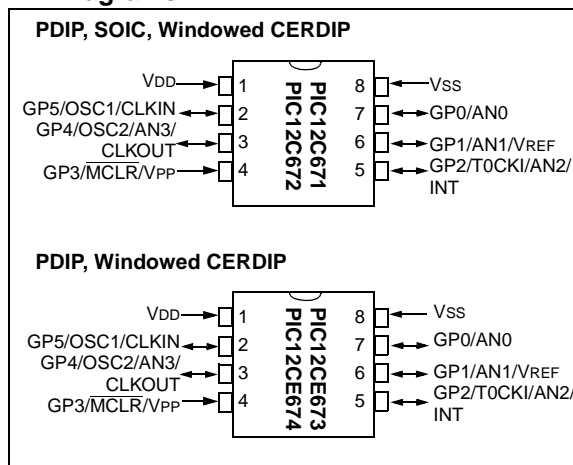 PDIP, SOIC, Windowed CERDIP
VDD
1
8
VSS
GP5/OSC1/CLKIN
2
7
GP0/AN0
GP4/OSC2/AN3/
CLKOUT
3
6
GP1/AN1/VREF
GP3/MCLR/VPP
4
5
GP2/T0CKI/AN2/
INT
PIC12C671
PIC12C672
PDIP, Windowed CERDIP
VDD
1
8
VSS
GP5/OSC1/CLKIN
2
7
GP0/AN0
GP4/OSC2/AN3/
CLKOUT
3
6
GP1/AN1/VREF
GP3/MCLR/VPP
4
5
GP2/T0CKI/AN2/
INT
PIC12CE673
PIC12CE674